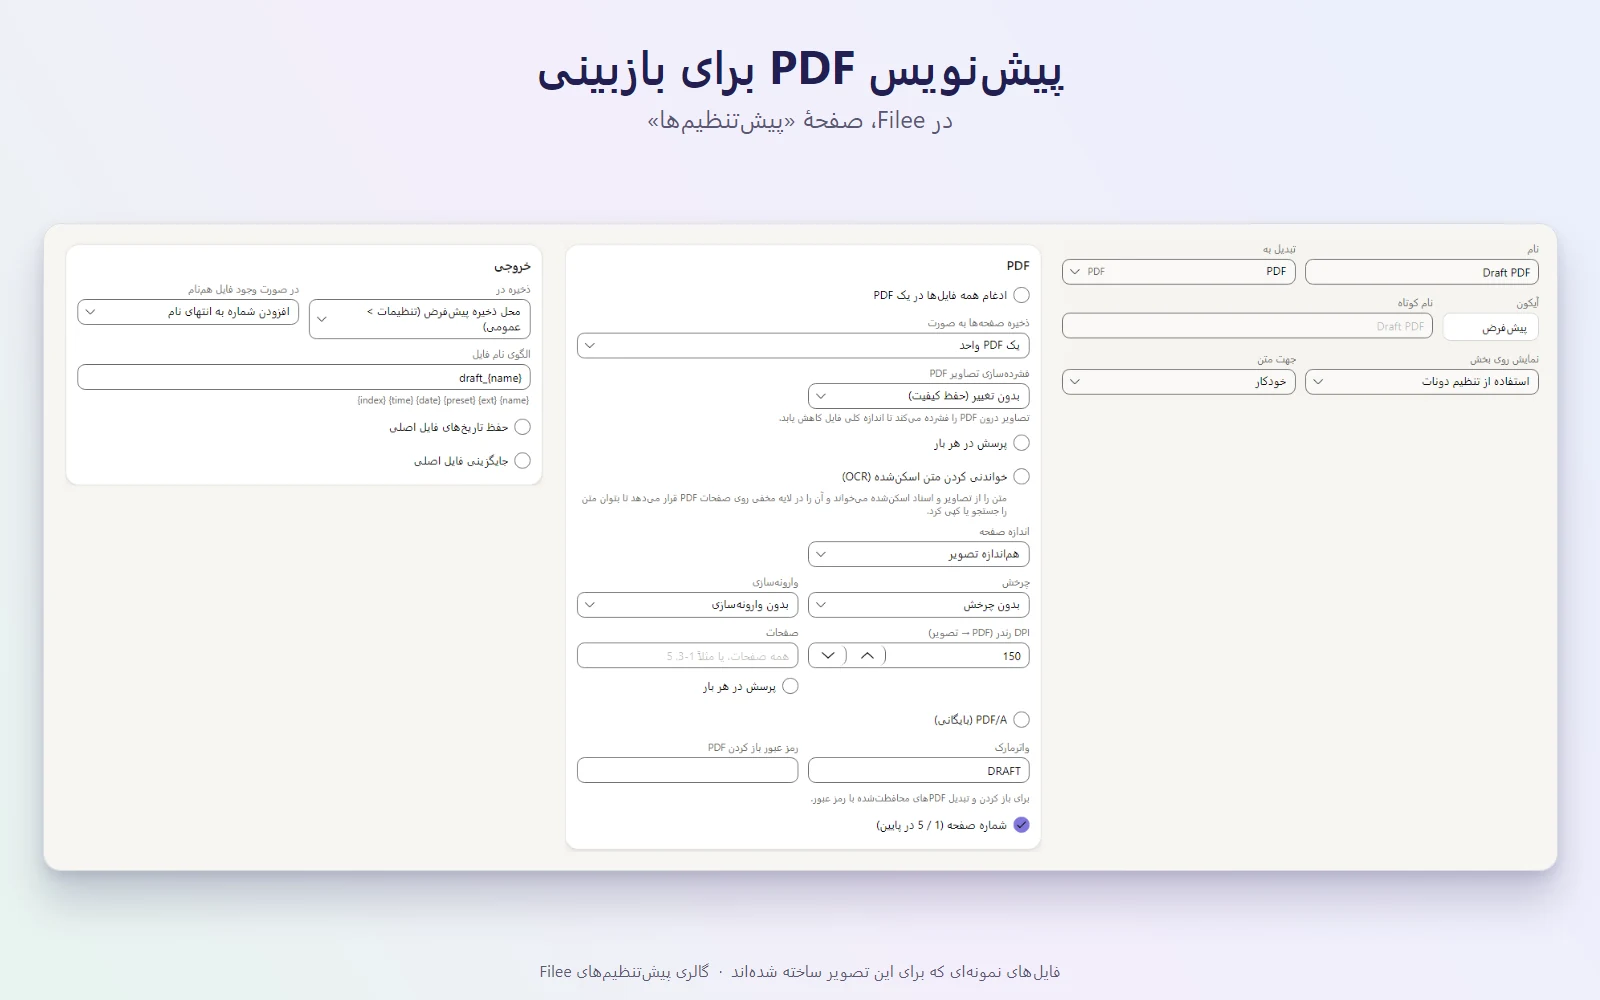 پیش‌نویس PDF برای بازبینی
در Filee، صفحهٔ «پیش‌تنظیم‌ها»
نام
تبدیل به
Draft PDF
PDF PDF
آیکون
نام کوتاه
پیش‌فرض
Draft PDF
نمایش روی بخش
جهت متن
استفاده از تنظیم دونات
خودکار
PDF
ادغام همه فایل‌ها در یک PDF
ذخیره صفحه‌ها به صورت
یک PDF واحد
فشرده‌سازی تصاویر PDF
بدون تغییر (حفظ کیفیت)
تصاویر درون PDF را فشرده می‌کند تا اندازه کلی فایل کاهش یابد.
پرسش در هر بار
خواندنی کردن متن اسکن‌شده (OCR)
متن را از تصاویر و اسناد اسکن‌شده می‌خواند و آن را در لایه مخفی روی صفحات PDF قرار می‌دهد تا بتوان متن
را جستجو یا کپی کرد.
اندازه صفحه
هم‌اندازه تصویر
چرخش
وارونه‌سازی
بدون چرخش
بدون وارونه‌سازی
DPI رندر (PDF → تصویر)
صفحات
150
همه صفحات، یا مثلاً 1-3، 5
پرسش در هر بار
PDF/A (بایگانی)
واترمارک
رمز عبور باز کردن PDF
DRAFT
برای باز کردن و تبدیل PDFهای محافظت‌شده با رمز عبور.
شماره صفحه (1 / 5 در پایین)
خروجی
ذخیره در
در صورت وجود فایل هم‌نام
محل ذخیره پیش‌فرض (تنظیمات >
عمومی)
افزودن شماره به انتهای نام
الگوی نام فایل
draft_{name}
{index} {time} {date} {preset} {ext} {name}
حفظ تاریخ‌های فایل اصلی
جایگزینی فایل اصلی
فایل‌های نمونه‌ای که برای این تصویر ساخته شده‌اند · گالری پیش‌تنظیم‌های Filee